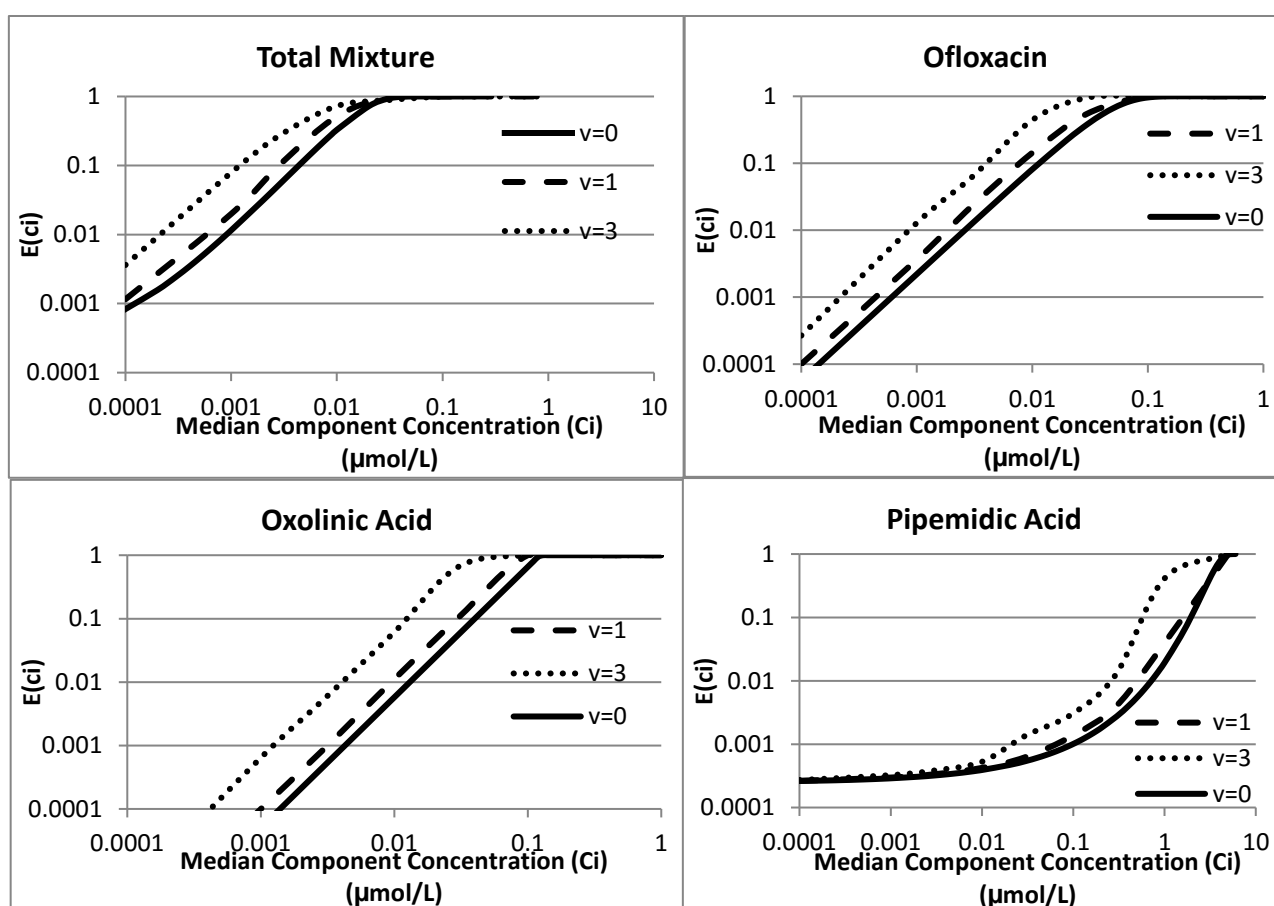 Total Mixture
1
0.1
0.01
0.001
0.0001
E(ci)
v=0
v=1
v=3
0.0001 0.001 0.01 0.1 1 10
Median Component Concentration (Ci)
(µmol/L)
Ofloxacin
1
0.1
0.01
0.001
0.0001
E(ci)
v=1
v=3
v=0
0.0001 0.001 0.01 0.1 1
Median Component Concentration (Ci)
(µmol/L)
Oxolinic Acid
1
0.1
0.01
0.001
0.0001
E(ci)
v=1
v=3
v=0
0.0001 0.001 0.01 0.1 1
Median Component Concentration (Ci)
(µmol/L)
Pipemidic Acid
1
0.1
0.01
0.001
0.0001
E(ci)
v=1
v=3
v=0
0.0001 0.001 0.01 0.1 1 10
Median Component Concentration (Ci)
(µmol/L)